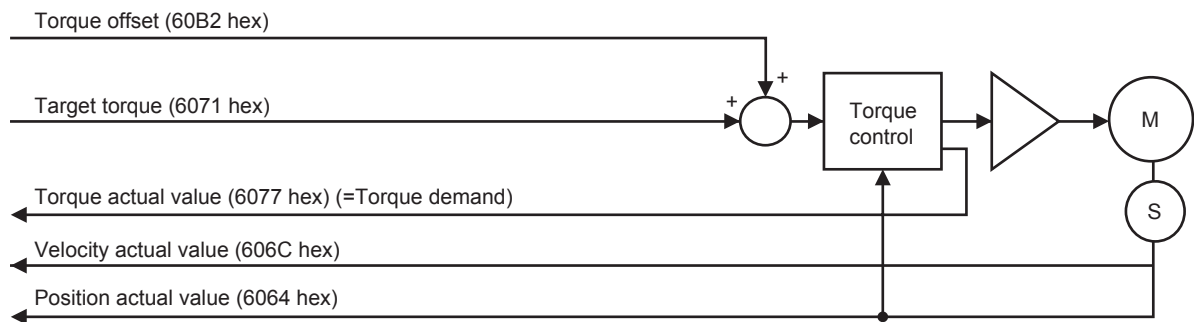 Torque offset (60B2 hex)
+
Target torque (6071 hex)
+
Torque
control
M
Torque actual value (6077 hex) (=Torque demand)
S
Velocity actual value (606C hex)
Position actual value (6064 hex)